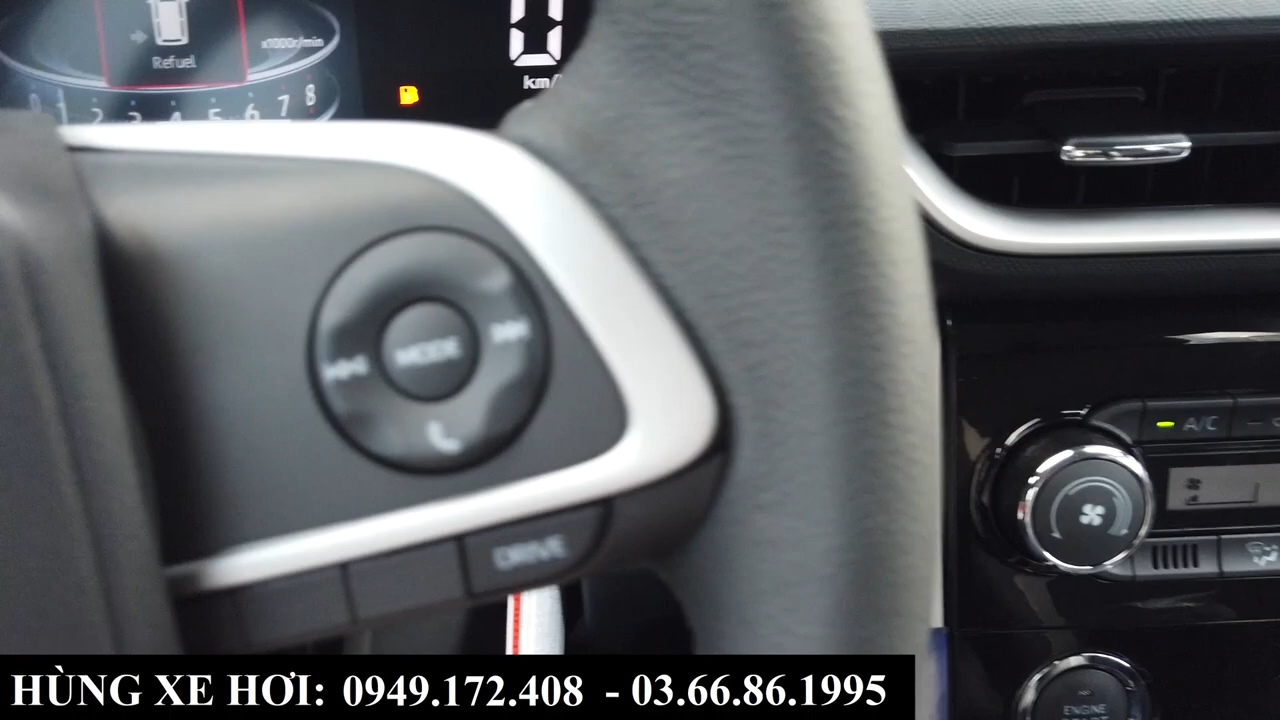 Refuel
x1000r/min
0 1 2 3 4 5 6 7 8
0
km/
MODE
DRIVE
A/C
ENGINE
HÙNG XE HƠI: 0949.172.408 - 03.66.86.1995